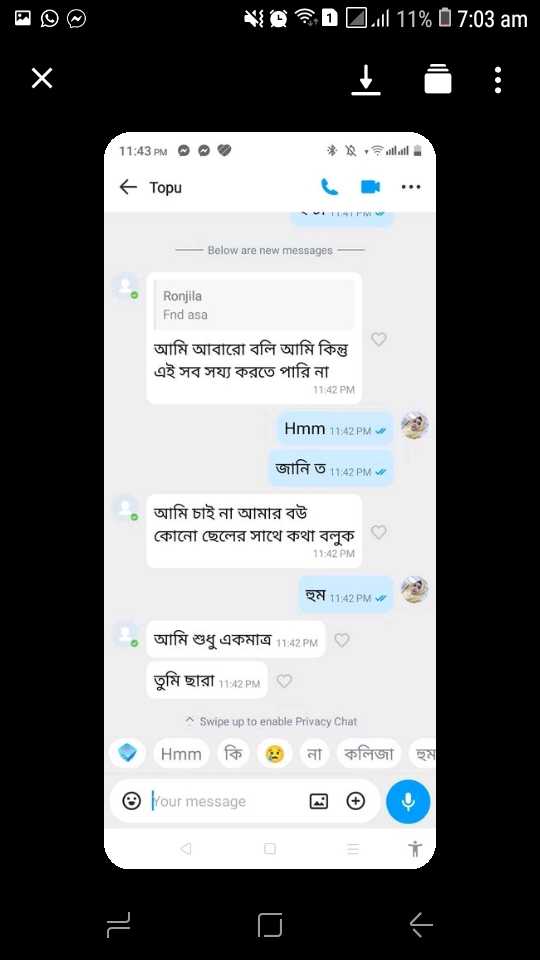 11% 7:03 am
11:43 PM
Topu
11:41 PM
Below are new messages
Ronjila
Fnd asa
আমি আবারো বলি আমি কিন্তু
এই সব সয্য করতে পারি না
11:42 PM
Hmm 11:42 PM
জানি ত 11:42 PM
আমি চাই না আমার বউ
কোনো ছেলের সাথে কথা বলুক
11:42 PM
হুম 11:42 PM
আমি শুধু একমাত্র 11:42 PM
তুমি ছারা 11:42 PM
Swipe up to enable Privacy Chat
Hmm কি না কলিজা হুম
Your message